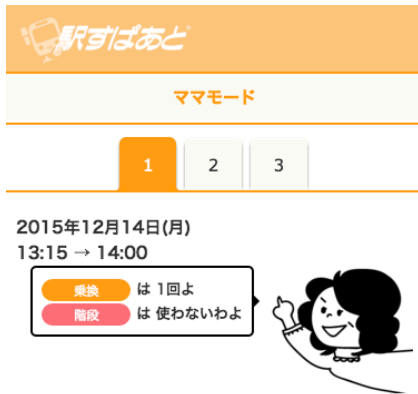 駅すぱあと
ママモード
1 2 3
2015年12月14日(月)
13:15 → 14:00
乗換 は 1回よ
階段 は 使わないわよ